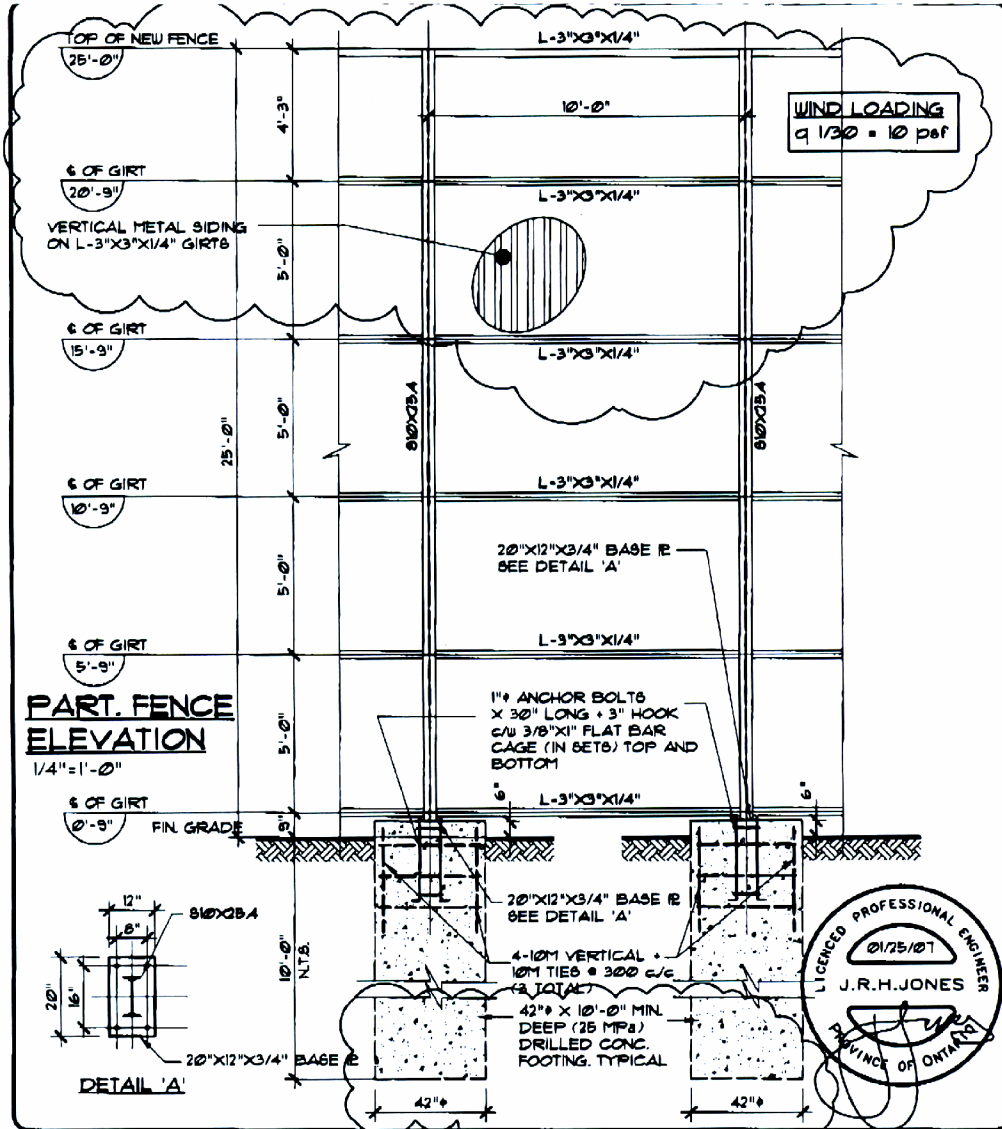 TOP OF NEW FENCE
25'-0"
L-3"X3"X1/4"
4'-3"
10'-0"
WIND LOADING
q 1/30 = 10 psf
℄ OF GIRT
20'-9"
L-3"X3"X1/4"
VERTICAL METAL SIDING
ON L-3"X3"X1/4" GIRTS
5'-0"
℄ OF GIRT
15'-9"
L-3"X3"X1/4"
S10X25.4
S10X25.4
25'-0"
5'-0"
℄ OF GIRT
10'-9"
L-3"X3"X1/4"
20"X12"X3/4" BASE ⅊
SEE DETAIL 'A'
5'-0"
℄ OF GIRT
5'-9"
L-3"X3"X1/4"
PART. FENCE
ELEVATION
1/4"=1'-0"
1"ϕ ANCHOR BOLTS
X 30" LONG + 3" HOOK
c/w 3/8"X1" FLAT BAR
CAGE (IN SETS) TOP AND
BOTTOM
5'-0"
℄ OF GIRT
0'-9"
FIN. GRADE
9"
L-3"X3"X1/4"
6"
6"
12"
8"
S10X25.4
20"
16"
20"X12"X3/4" BASE ⅊
DETAIL 'A'
10'-0"
N.T.S.
20"X12"X3/4" BASE ⅊
SEE DETAIL 'A'
4-10M VERTICAL +
10M TIES @ 300 c/c
(3 TOTAL)
42"ϕ X 10'-0" MIN.
DEEP (25 MPa)
DRILLED CONC.
FOOTING. TYPICAL
42"ϕ
42"ϕ
LICENCED PROFESSIONAL ENGINEER
01/25/07
J.R.H.JONES
PROVINCE OF ONTARIO